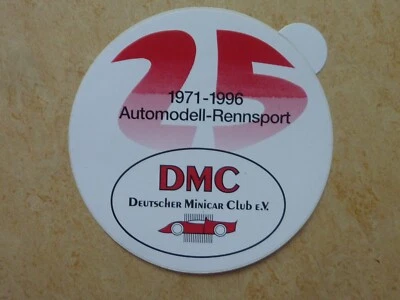 25
1971-1996
Automodell-Rennsport
DMC
Deutscher Minicar Club e.V.